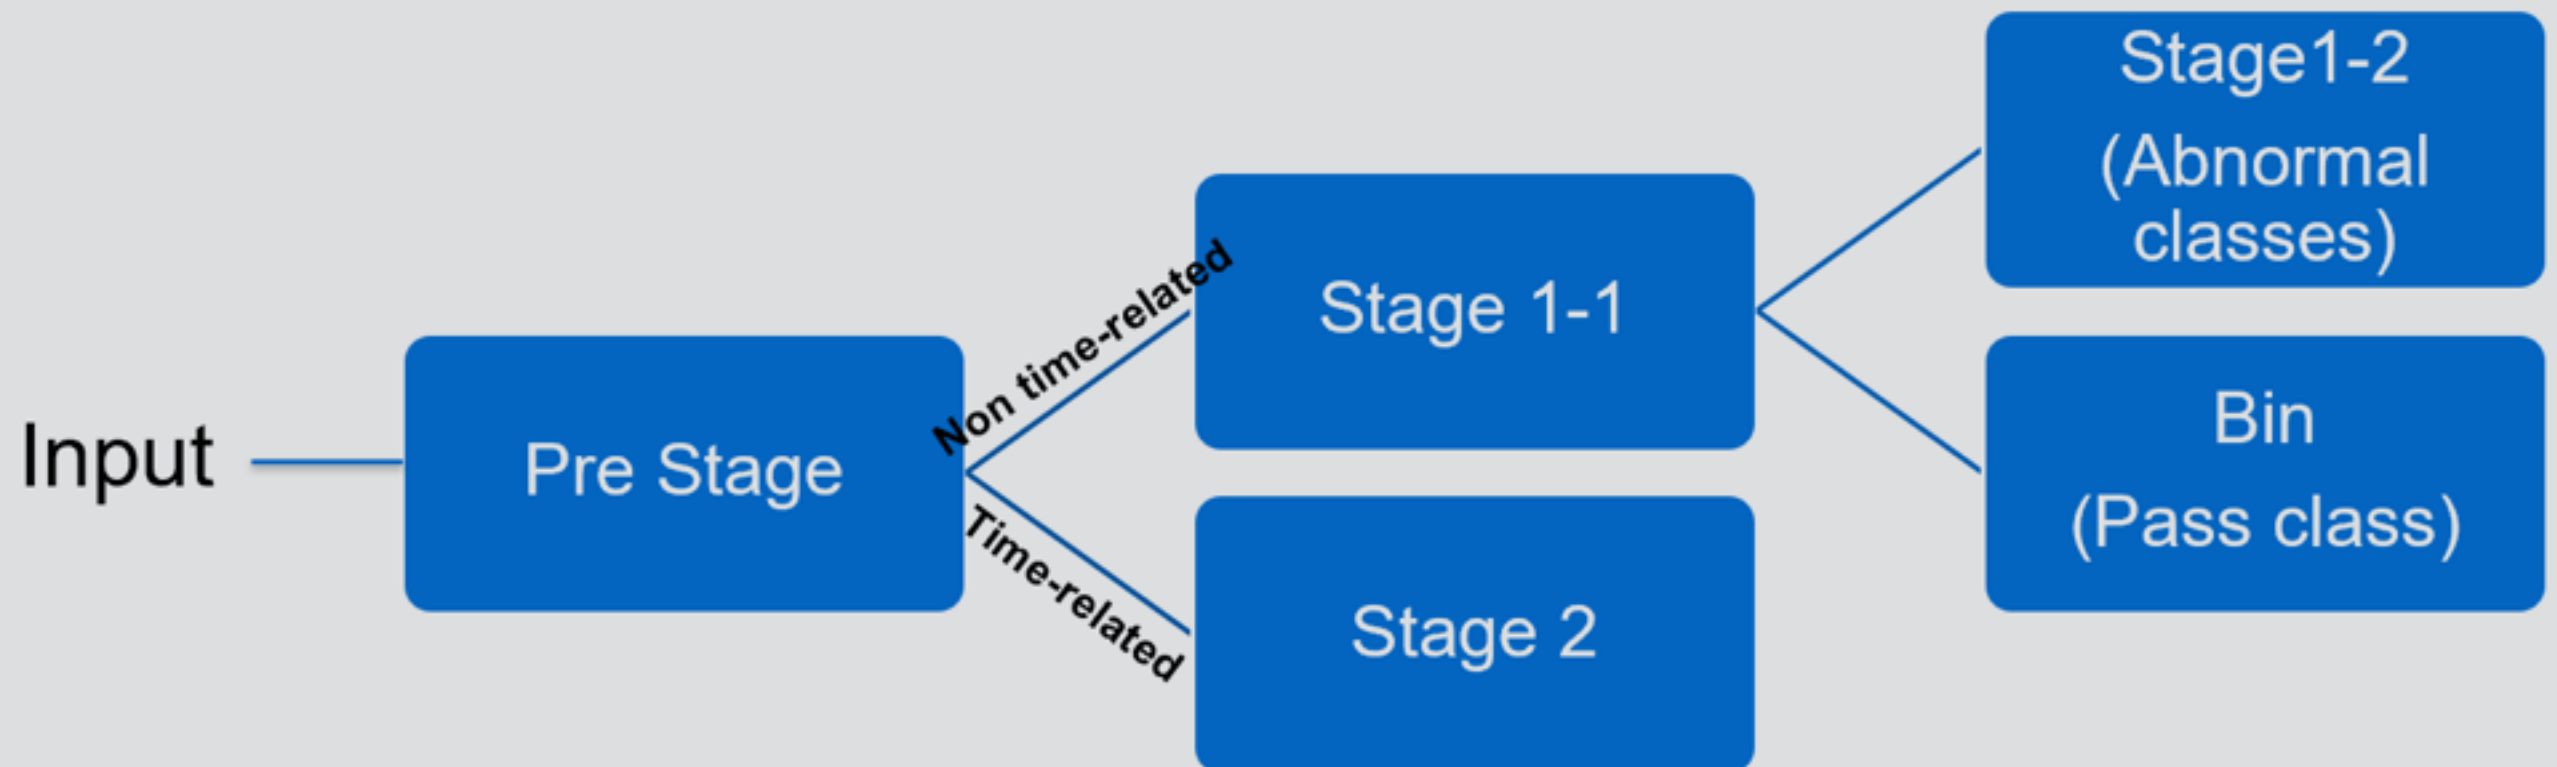 Input
Pre Stage
Non time-related
Time-related
Stage 1-1
Stage 2
Stage1-2
(Abnormal
classes)
Bin
(Pass class)